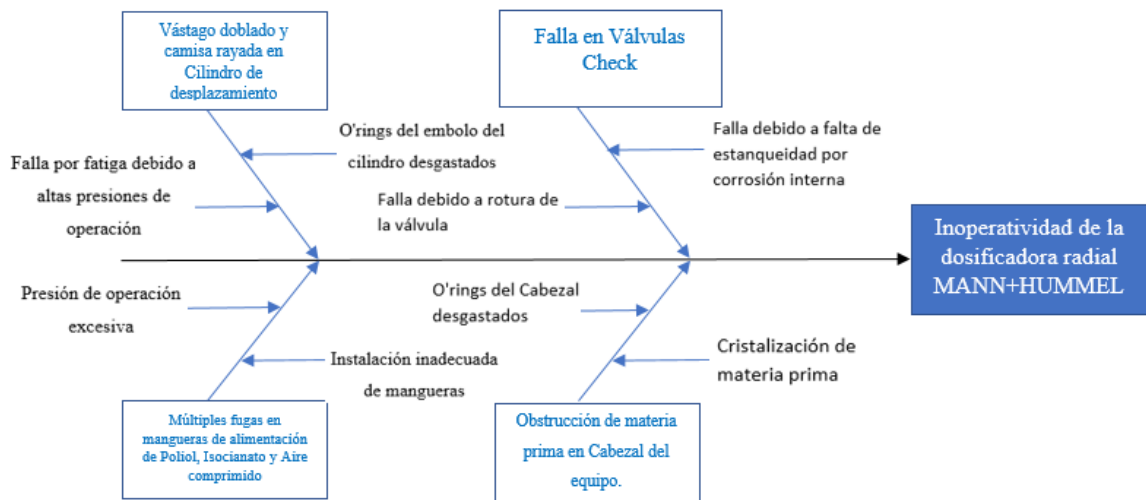 Vástago doblado y
camisa rayada en
Cilindro de
desplazamiento
Falla en Válvulas
Check
O'rings del embolo del
cilindro desgastados
Falla debido a falta de
estanqueidad por
corrosión interna
Falla por fatiga debido a
altas presiones de
operación
Falla debido a rotura de
la válvula
Inoperatividad de la
dosificadora radial
MANN+HUMMEL
Presión de operación
excesiva
O'rings del Cabezal
desgastados
Instalación inadecuada
de mangueras
Cristalización de
materia prima
Múltiples fugas en
mangueras de alimentación
de Poliol, Isocianato y Aire
comprimido
Obstrucción de materia
prima en Cabezal del
equipo.